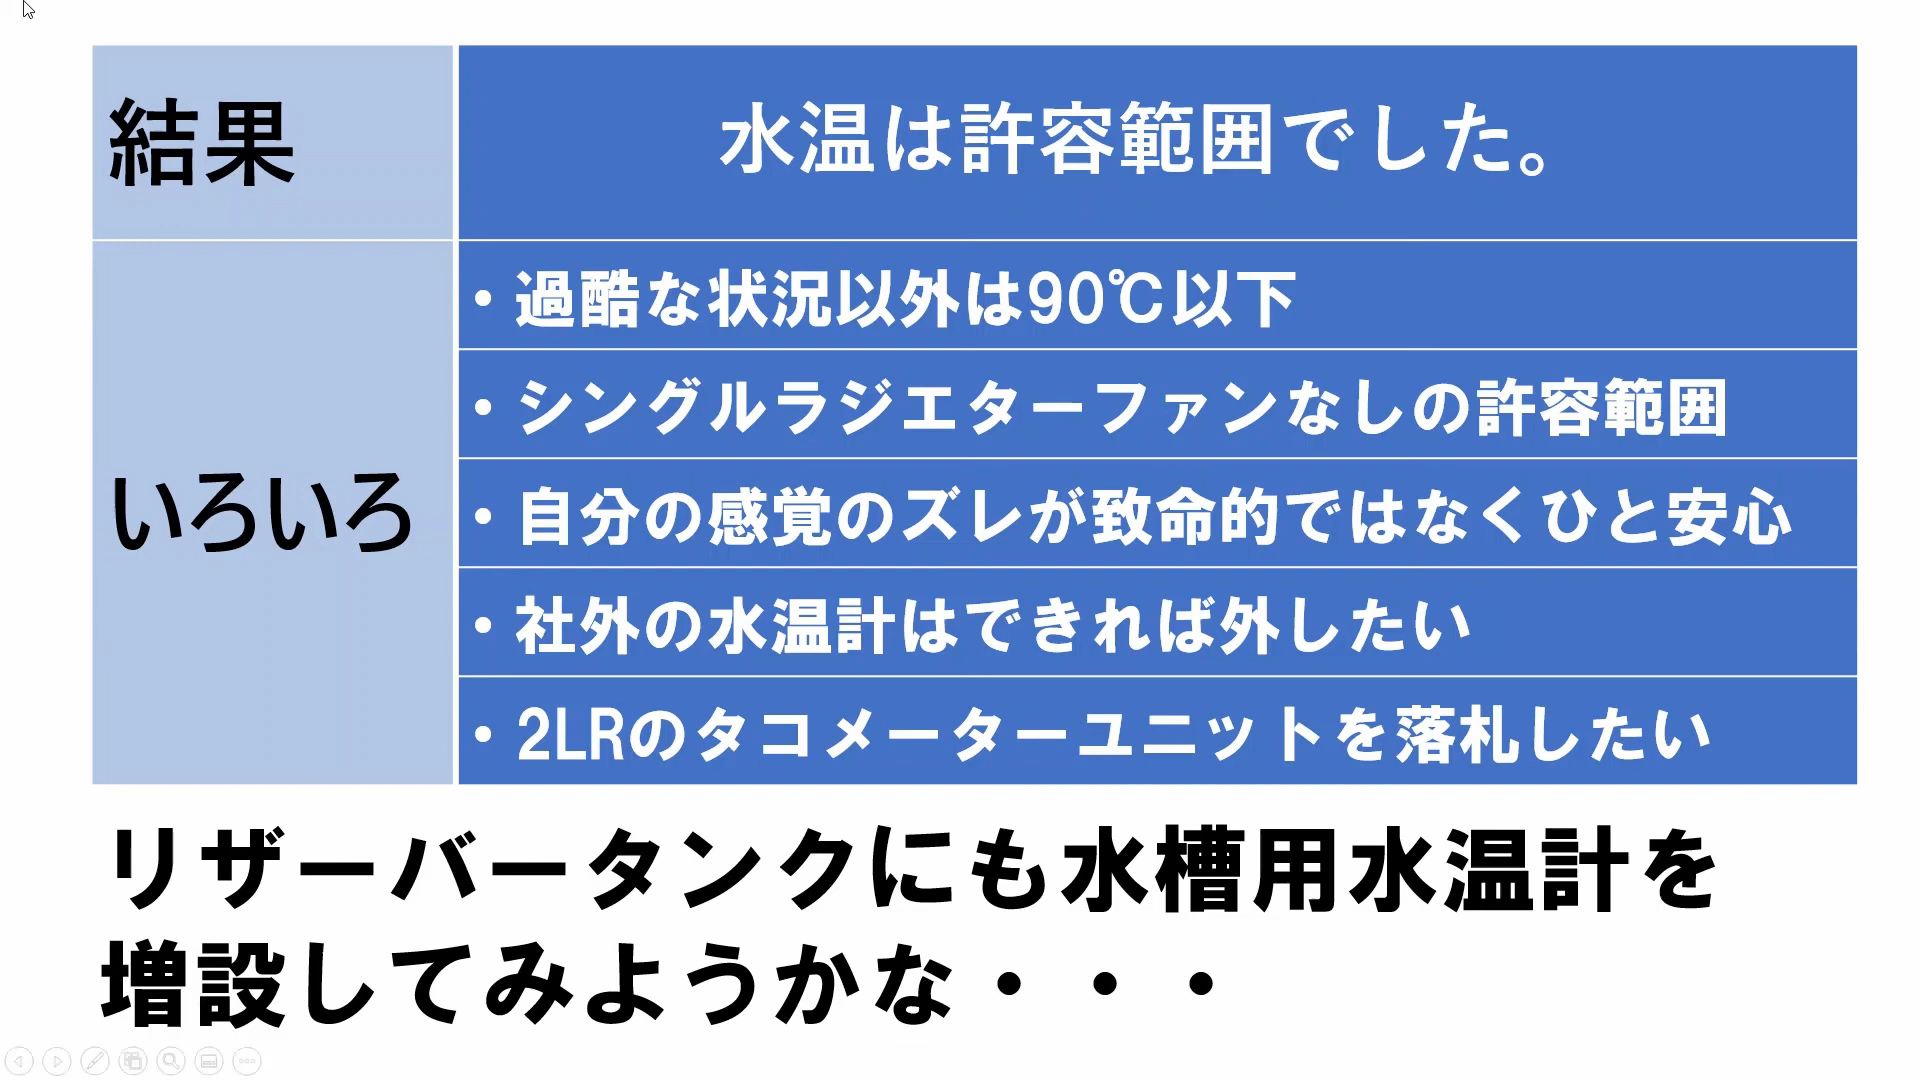 結果
水温は許容範囲でした。
いろいろ
• 過酷な状況以外は90℃以下
• シングルラジエターファンなしの許容範囲
• 自分の感覚のズレが致命的ではなくひと安心
• 社外の水温計はできれば外したい
• 2LRのタコメーターユニットを落札したい
リザーバータンクにも水槽用水温計を
増設してみようかな・・・